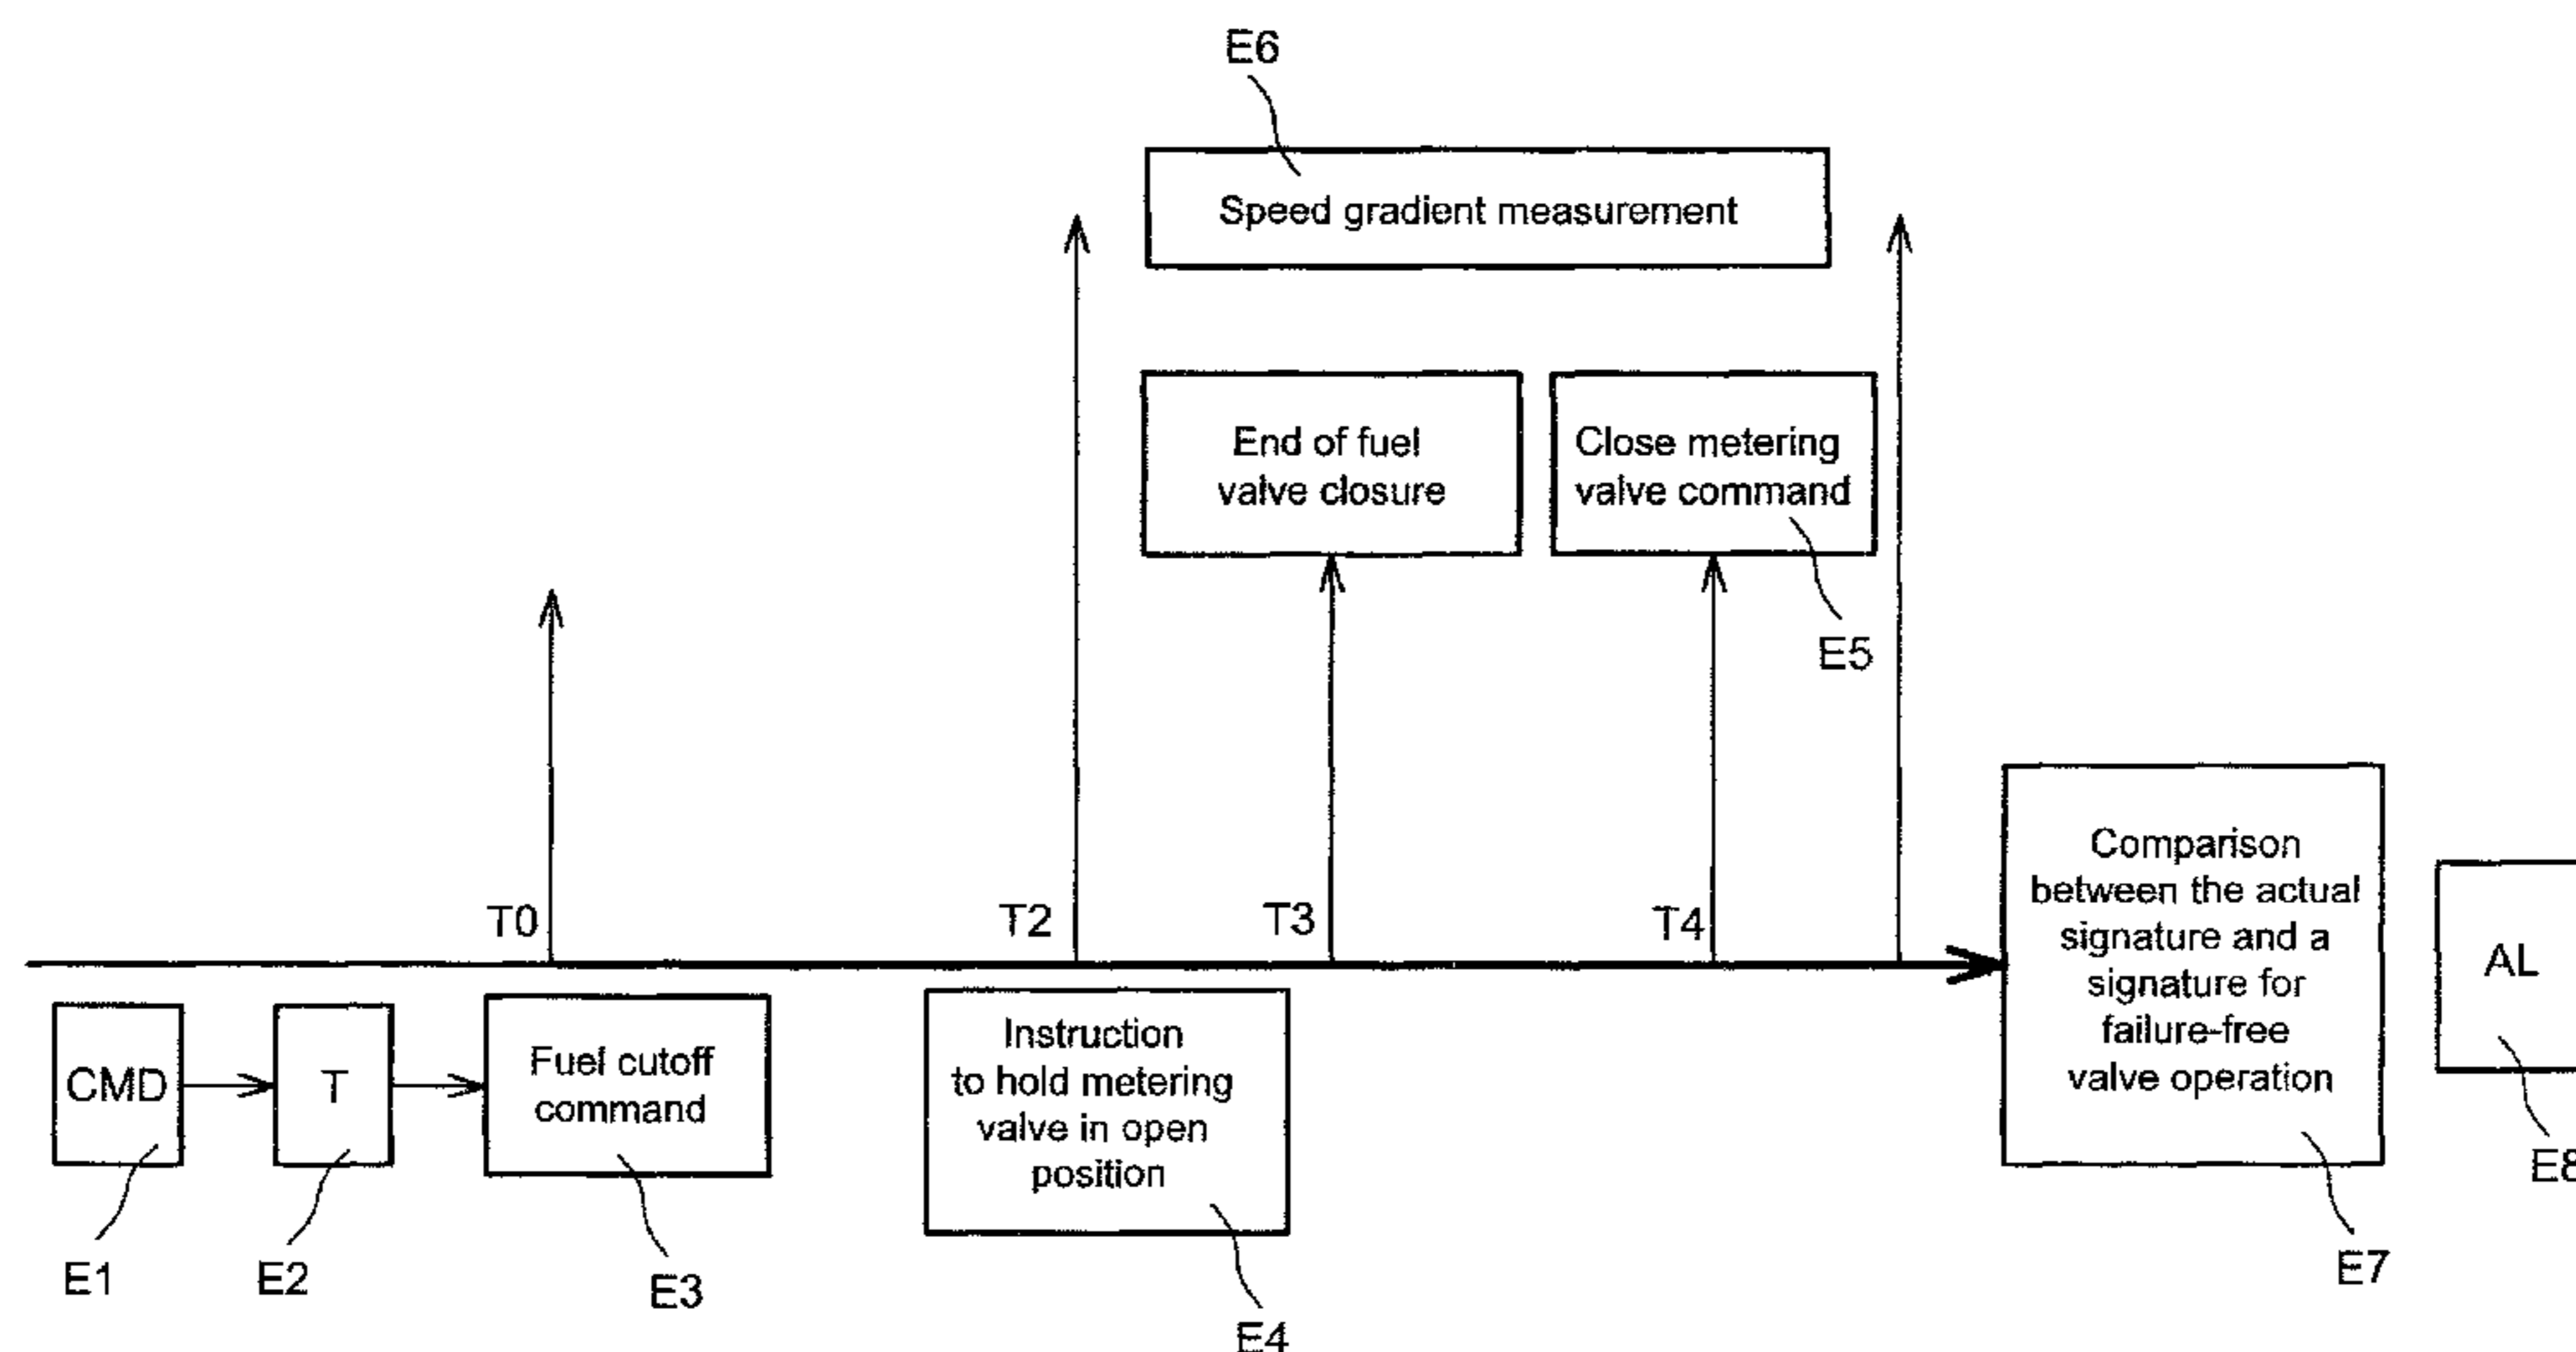 E6
Speed gradient measurement
End of fuel
valve closure
Close metering
valve command
E5
T0
T2
T3
T4
CMD
T
Fuel cutoff
command
Instruction
to hold metering
valve in open
position
Comparison
between the actual
signature and a
signature for
failure-free
valve operation
AL
E1
E2
E3
E4
E7
E8